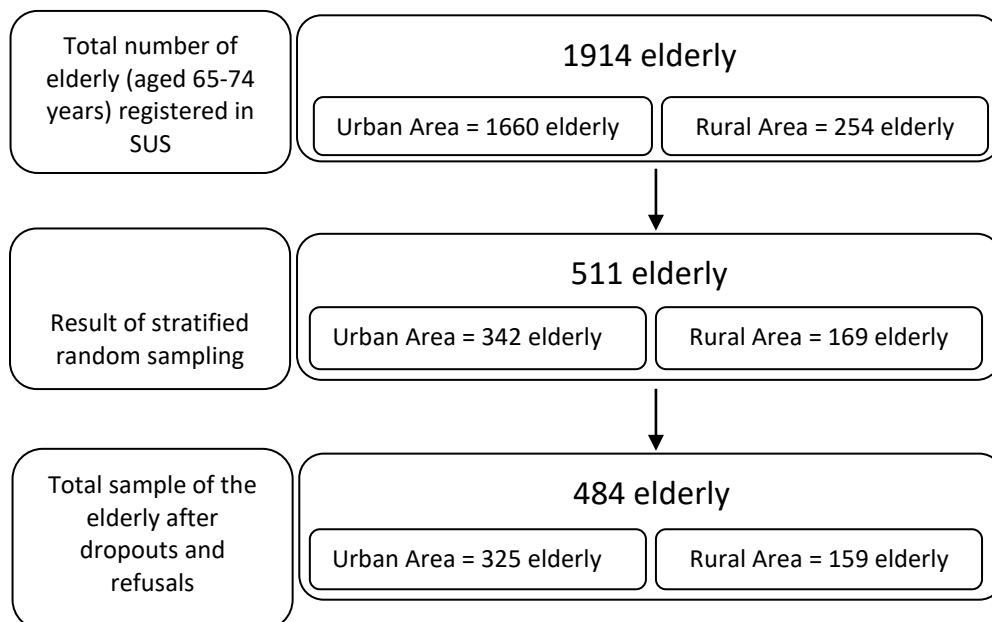 Total number of
elderly (aged 65-74
years) registered in
SUS
1914 elderly
Urban Area = 1660 elderly
Rural Area = 254 elderly
Result of stratified
random sampling
511 elderly
Urban Area = 342 elderly
Rural Area = 169 elderly
Total sample of the
elderly after
dropouts and
refusals
484 elderly
Urban Area = 325 elderly
Rural Area = 159 elderly